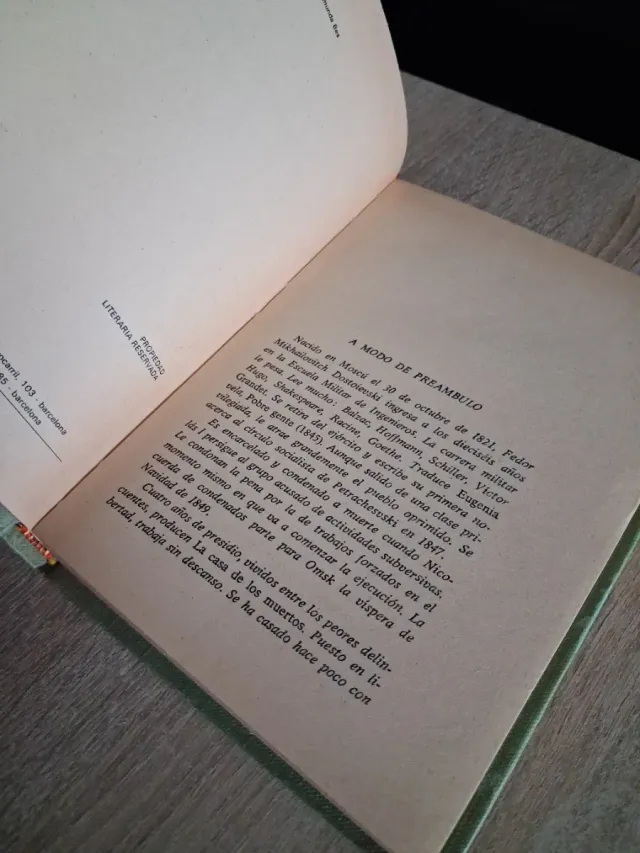 munda Res
PROPIEDAD
LITERARIA RESERVADA
ocarril, 103 - barcelona
85 - barcelona
A MODO DE PREAMBULO
Nacido en Moscú el 30 de octubre de 1821, Fedor
Mikhailovitch Dostoievski ingresa a los dieciséis años
en la Escuela Militar de Ingenieros. La carrera militar
le pesa. Lee mucho: Balzac, Hoffmann, Schiller, Víctor
Hugo, Shakespeare, Racine, Goethe. Traduce Eugenia
Grandet. Se retira del ejército y escribe su primera no-
vela, Pobre gente (1845). Aunque salido de una clase pri-
vilegiada, le atrae grandemente el pueblo oprimido. Se
acerca al círculo socialista de Petrachesvski en 1847.
Es encarcelado y condenado a muerte cuando Nico-
lás I persigue al grupo acusado de actividades subversivas.
Le condonan la pena por la de trabajos forzados en el
momento mismo en que va a comenzar la ejecución. La
cuerda de condenados parte para Omsk la víspera de
Navidad de 1849.
Cuatro años de presidio, vividos entre los peores delin-
cuentes, producen La casa de los muertos. Puesto en li-
bertad, trabaja sin descanso. Se ha casado hace poco con